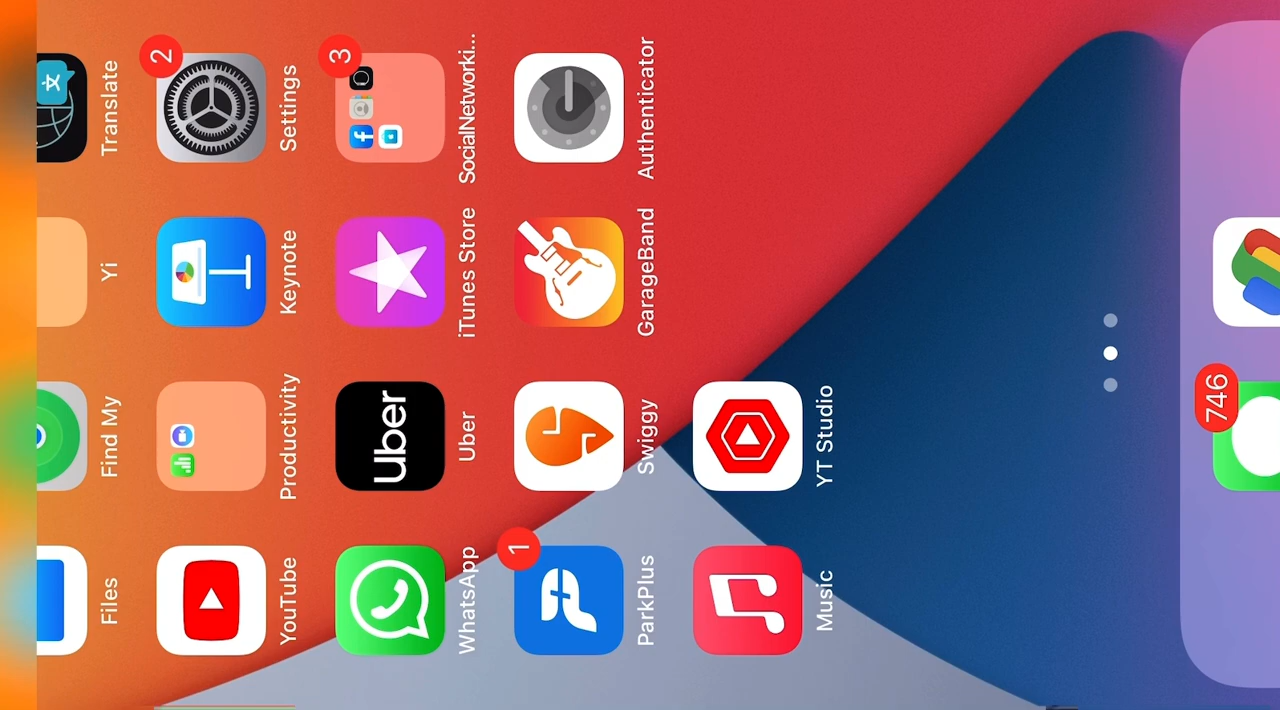 Files
Find My
Yi
Translate
YouTube
Productivity
Keynote
2
Settings
WhatsApp
Uber
Uber
iTunes Store
3
SocialNetworki...
1
ParkPlus
Swiggy
GarageBand
Authenticator
Music
YT Studio
746